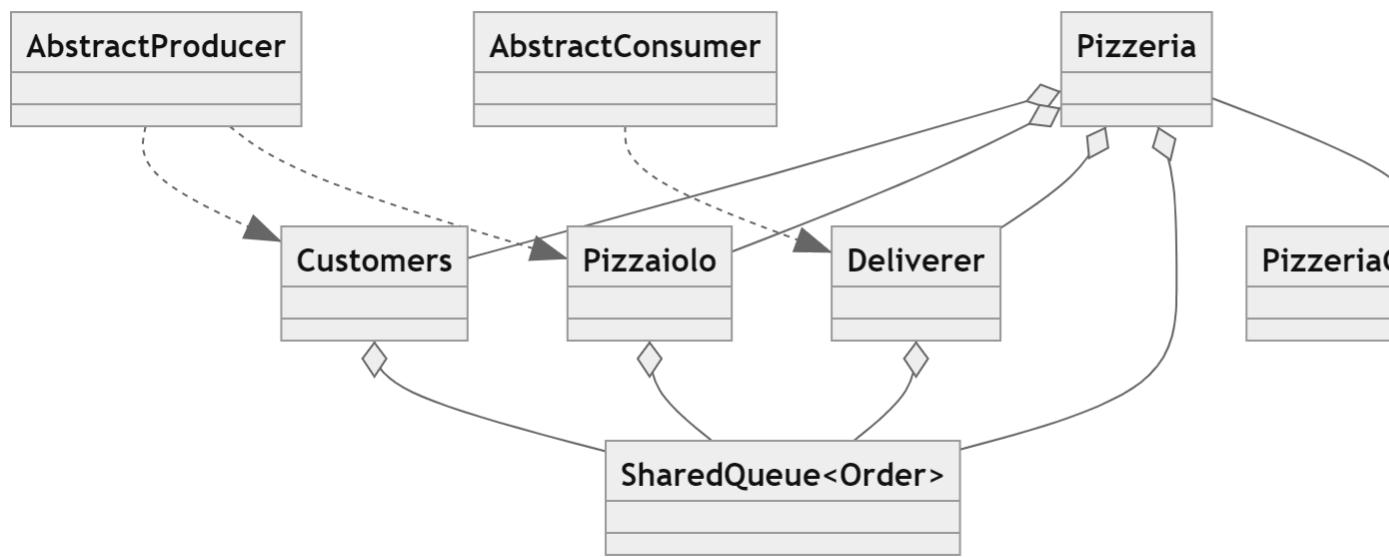 AbstractProducer
AbstractConsumer
Pizzeria
Customers
Pizzaiolo
Deliverer
SharedQueue<Order>